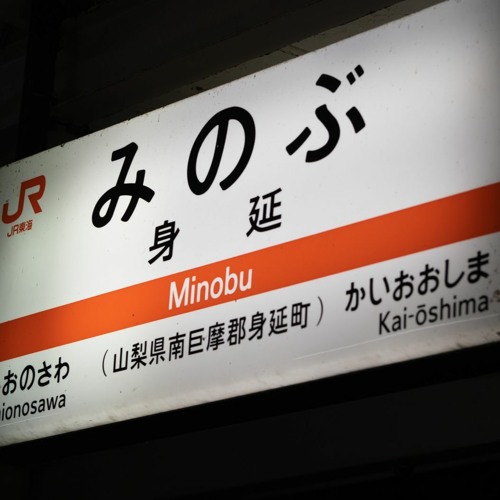 JR
JR東海
みのぶ
身延
Minobu
おのさわ
ionosawa
（山梨県南巨摩郡身延町）
かいおおしま
Kai-ōshima